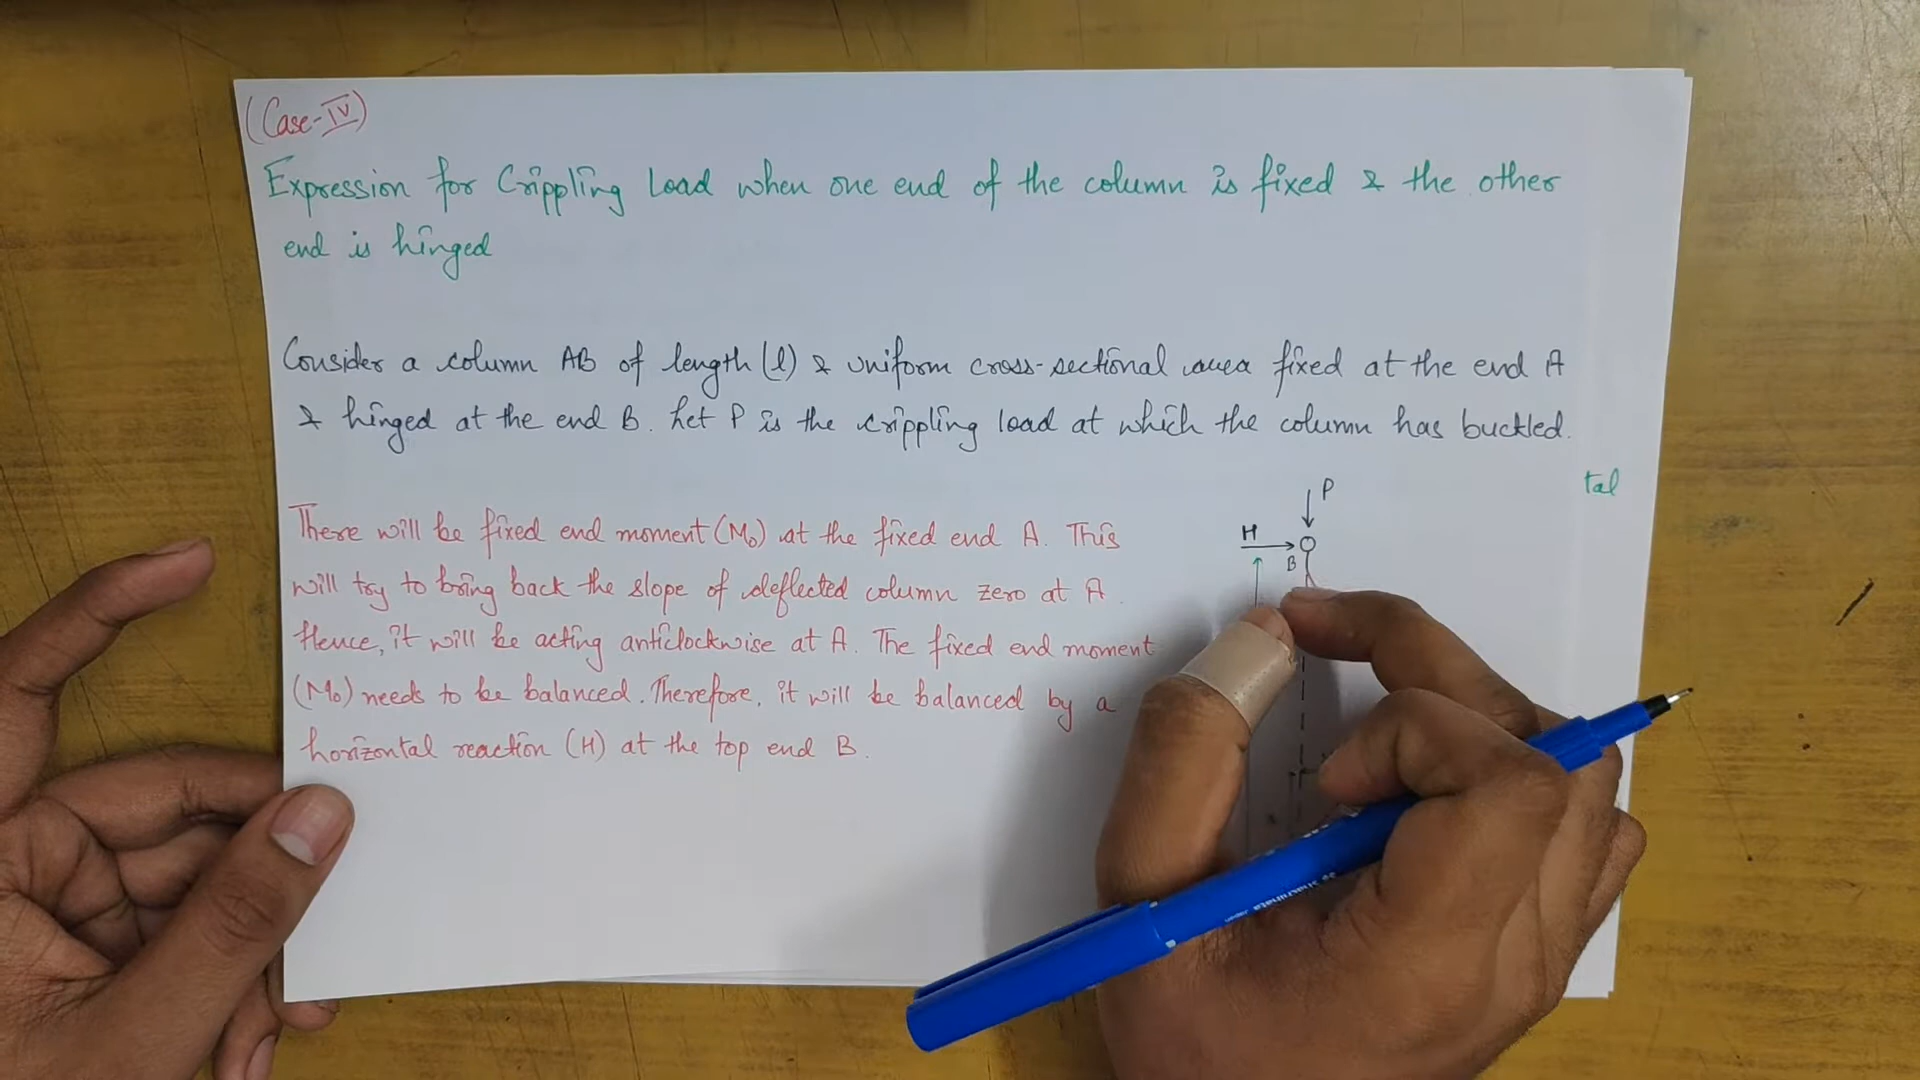 (Case-IV)
Expression for Crippling Load when one end of the column is fixed & the other
end is hinged
Consider a column AB of length (l) & uniform cross-sectional area fixed at the end A
& hinged at the end B. Let P is the crippling load at which the column has buckled.
tal
There will be fixed end moment (M₀) at the fixed end A. This
will try to bring back the slope of deflected column zero at A.
Hence, it will be acting anticlockwise at A. The fixed end moment
(M₀) needs to be balanced. Therefore, it will be balanced by a
horizontal reaction (H) at the top end B.
P
H
B